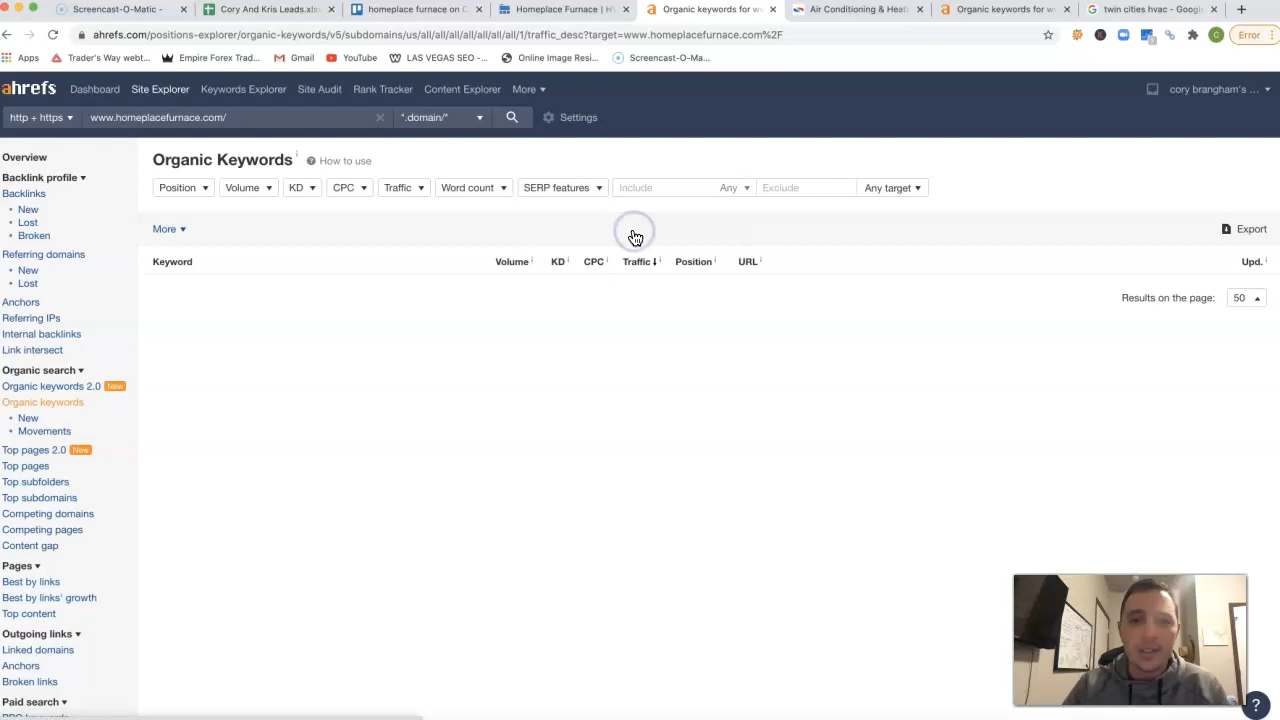 Screencast-O-Matic -
Cory And Kris Leads.xls
homeplace furnace on D
Homeplace Furnace | H
Organic keywords for w
Air Conditioning & Heati
Organic keywords for w
twin cities hvac - Google
ahrefs.com/positions-explorer/organic-keywords/v5/subdomains/us/all/all/all/all/all/all/all/1/traffic_desc?target=www.homeplacefurnace.com%2F
C
Error
Apps
Trader's Way webt...
Empire Forex Trad...
Gmail
YouTube
LAS VEGAS SEO -...
Online Image Resi...
Screencast-O-Ma...
ahrefs
Dashboard
Site Explorer
Keywords Explorer
Site Audit
Rank Tracker
Content Explorer
More
cory brangham's ...
http + https
www.homeplacefurnace.com/
*.domain/*
Settings
Overview
Backlink profile
Backlinks
New
Lost
Broken
Referring domains
New
Lost
Anchors
Referring IPs
Internal backlinks
Link intersect
Organic search
Organic keywords 2.0 New
Organic keywords
New
Movements
Top pages 2.0 New
Top pages
Top subfolders
Top subdomains
Competing domains
Competing pages
Content gap
Pages
Best by links
Best by links' growth
Top content
Outgoing links
Linked domains
Anchors
Broken links
Paid search
Organic Keywords
How to use
Position
Volume
KD
CPC
Traffic
Word count
SERP features
Include
Any
Exclude
Any target
More
Export
Keyword
Volume
KD
CPC
Traffic
Position
URL
Upd.
Results on the page:
50
?